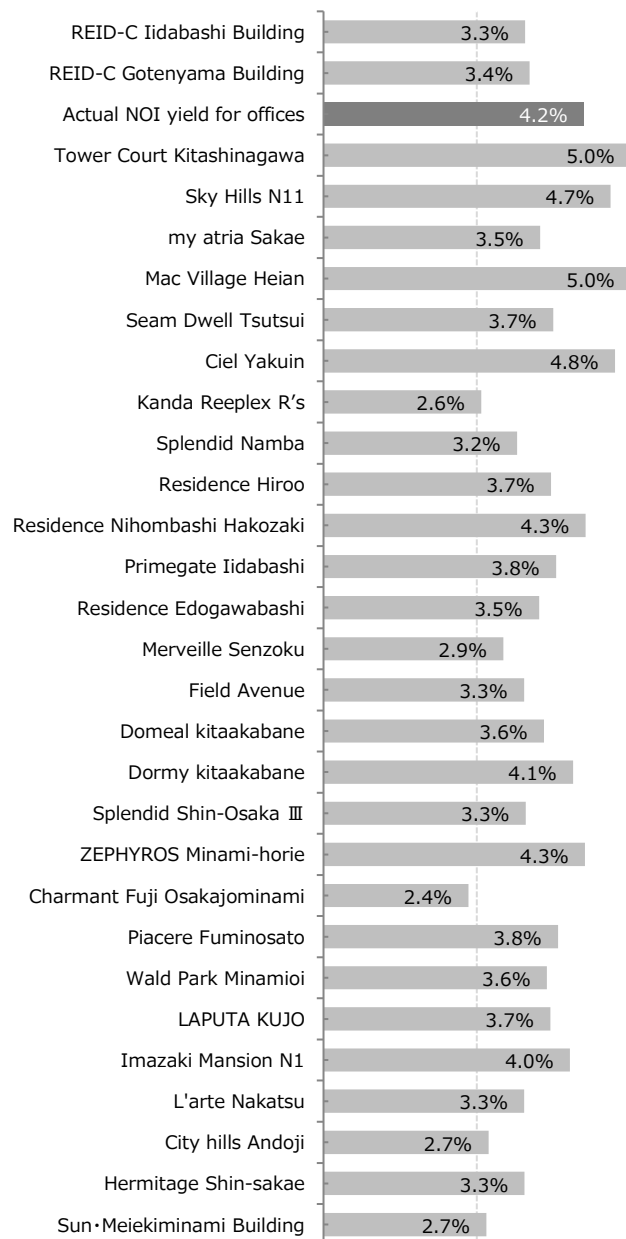 REID-C Iidabashi Building 3.3%
REID-C Gotenyama Building 3.4%
Actual NOI yield for offices 4.2%
Tower Court Kitashinagawa 5.0%
Sky Hills N11 4.7%
my atria Sakae 3.5%
Mac Village Heian 5.0%
Seam Dwell Tsutsui 3.7%
Ciel Yakuin 4.8%
Kanda Reeplex R’s 2.6%
Splendid Namba 3.2%
Residence Hiroo 3.7%
Residence Nihombashi Hakozaki 4.3%
Primegate Iidabashi 3.8%
Residence Edogawabashi 3.5%
Merveille Senzoku 2.9%
Field Avenue 3.3%
Domeal kitaakabane 3.6%
Dormy kitaakabane 4.1%
Splendid Shin-Osaka Ⅲ 3.3%
ZEPHYROS Minami-horie 4.3%
Charmant Fuji Osakajominami 2.4%
Piacere Fuminosato 3.8%
Wald Park Minamioi 3.6%
LAPUTA KUJO 3.7%
Imazaki Mansion N1 4.0%
L'arte Nakatsu 3.3%
City hills Andoji 2.7%
Hermitage Shin-sakae 3.3%
Sun・Meiekiminami Building 2.7%